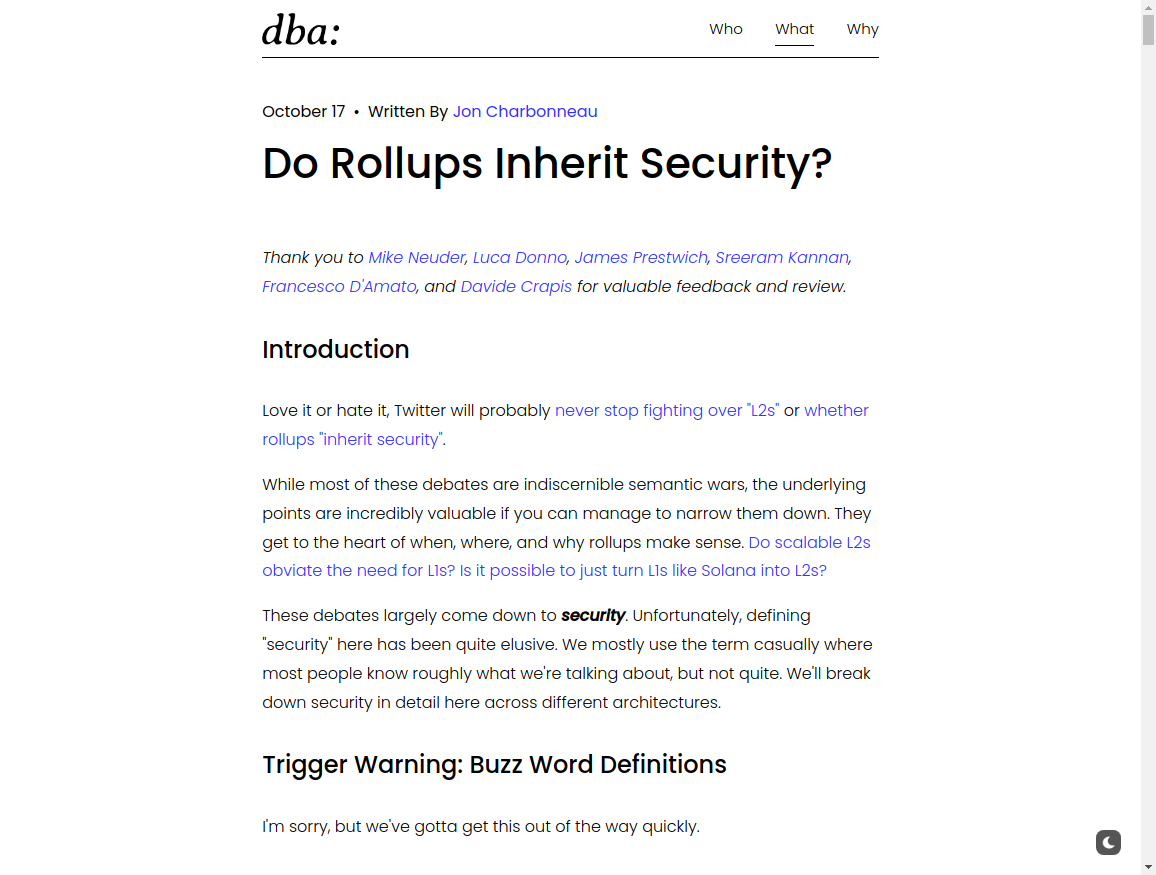 dba:
Who What Why
October 17 • Written By Jon Charbonneau
Do Rollups Inherit Security?
Thank you to Mike Neuder, Luca Donno, James Prestwich, Sreeram Kannan,
Francesco D'Amato, and Davide Crapis for valuable feedback and review.
Introduction
Love it or hate it, Twitter will probably never stop fighting over "L2s" or whether
rollups "inherit security".
While most of these debates are indiscernible semantic wars, the underlying
points are incredibly valuable if you can manage to narrow them down. They
get to the heart of when, where, and why rollups make sense. Do scalable L2s
obviate the need for L1s? Is it possible to just turn L1s like Solana into L2s?
These debates largely come down to security. Unfortunately, defining
"security" here has been quite elusive. We mostly use the term casually where
most people know roughly what we're talking about, but not quite. We'll break
down security in detail here across different architectures.
Trigger Warning: Buzz Word Definitions
I'm sorry, but we've gotta get this out of the way quickly.